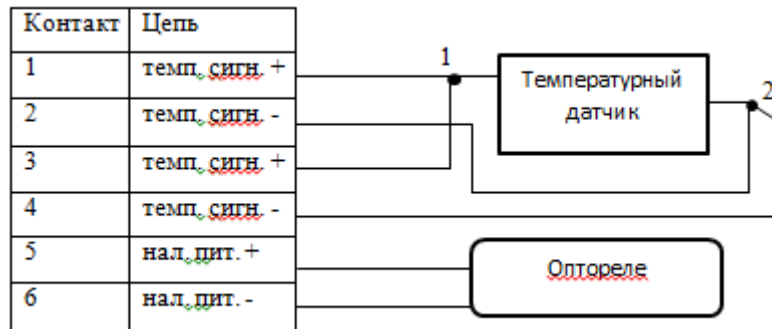 Контакт Цепь
1 темп. сигн. +
2 темп. сигн. -
3 темп. сигн. +
4 темп. сигн. -
5 нал. пит. +
6 нал. пит. -
1
Температурный
датчик
2
Оптореле